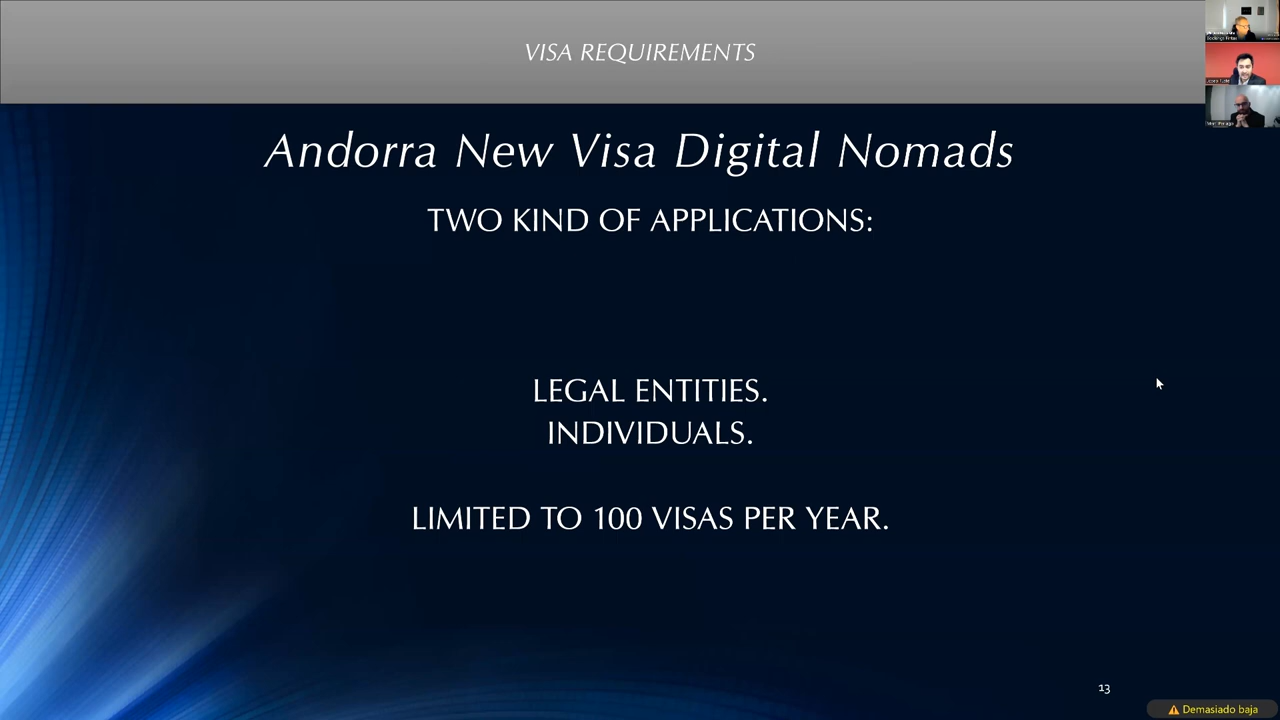 VISA REQUIREMENTS
Andorra New Visa Digital Nomads
TWO KIND OF APPLICATIONS:
LEGAL ENTITIES.
INDIVIDUALS.
LIMITED TO 100 VISAS PER YEAR.
13
Demasiado baja